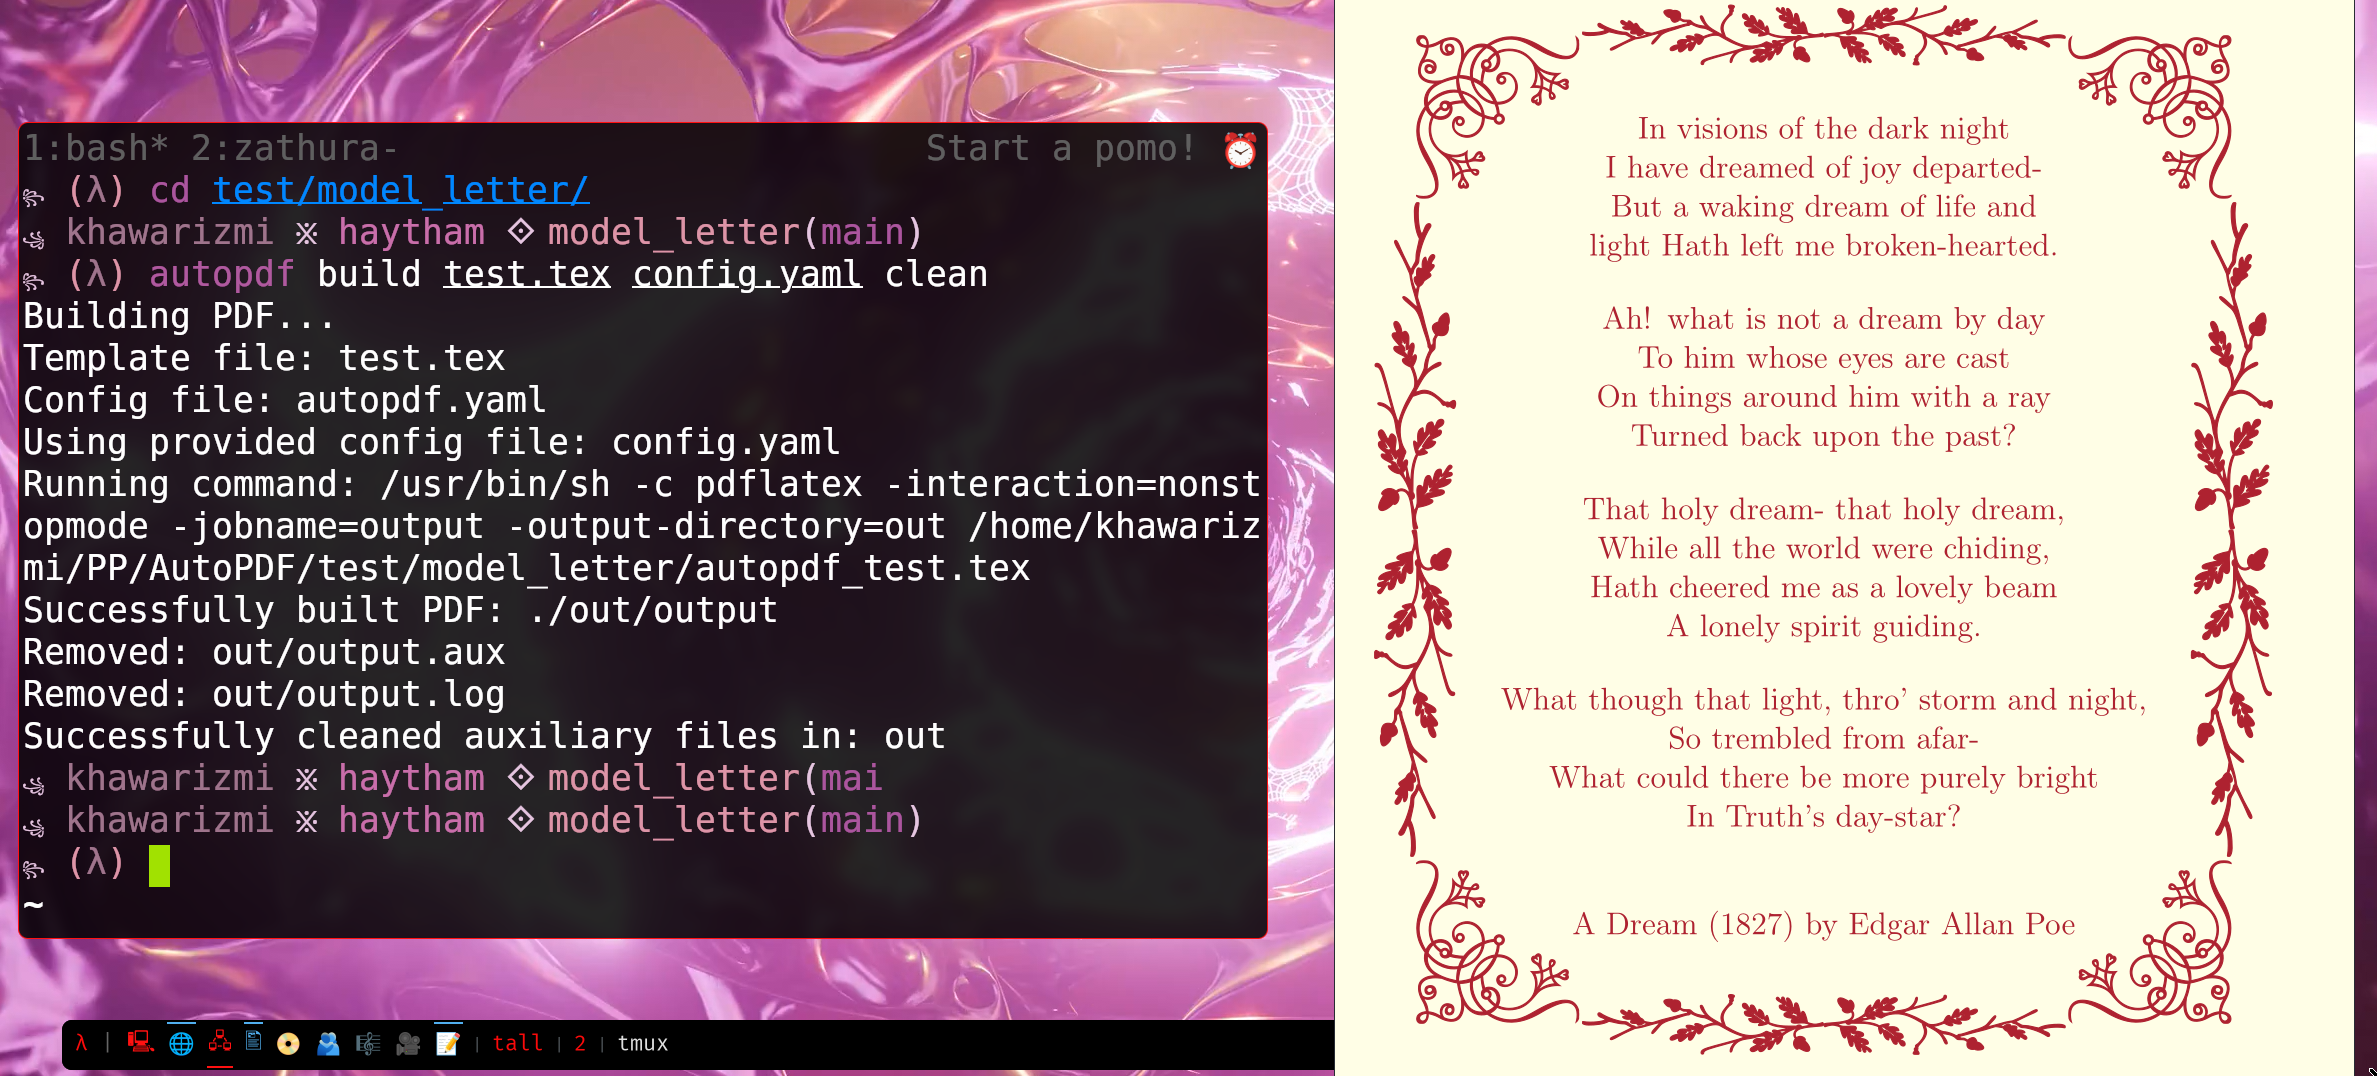 1:bash* 2:zathura- Start a pomo!
(λ) cd test/model_letter/
khawarizmi ※ haytham model_letter(main)
(λ) autopdf build test.tex config.yaml clean
Building PDF...
Template file: test.tex
Config file: autopdf.yaml
Using provided config file: config.yaml
Running command: /usr/bin/sh -c pdflatex -interaction=nonst
opmode -jobname=output -output-directory=out /home/khawariz
mi/PP/AutoPDF/test/model_letter/autopdf_test.tex
Successfully built PDF: ./out/output
Removed: out/output.aux
Removed: out/output.log
Successfully cleaned auxiliary files in: out
khawarizmi ※ haytham model_letter(mai
khawarizmi ※ haytham model_letter(main)
(λ)
~
λ | | tall | 2 | tmux
In visions of the dark night
I have dreamed of joy departed-
But a waking dream of life and
light Hath left me broken-hearted.
Ah! what is not a dream by day
To him whose eyes are cast
On things around him with a ray
Turned back upon the past?
That holy dream- that holy dream,
While all the world were chiding,
Hath cheered me as a lovely beam
A lonely spirit guiding.
What though that light, thro' storm and night,
So trembled from afar-
What could there be more purely bright
In Truth's day-star?
A Dream (1827) by Edgar Allan Poe